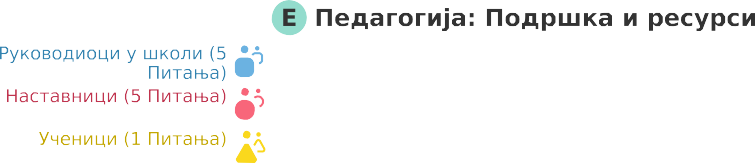 E Педагогија: Подршка и ресурси
Руководиоци у школи (5
Питања)
Наставници (5 Питања)
Ученици (1 Питања)